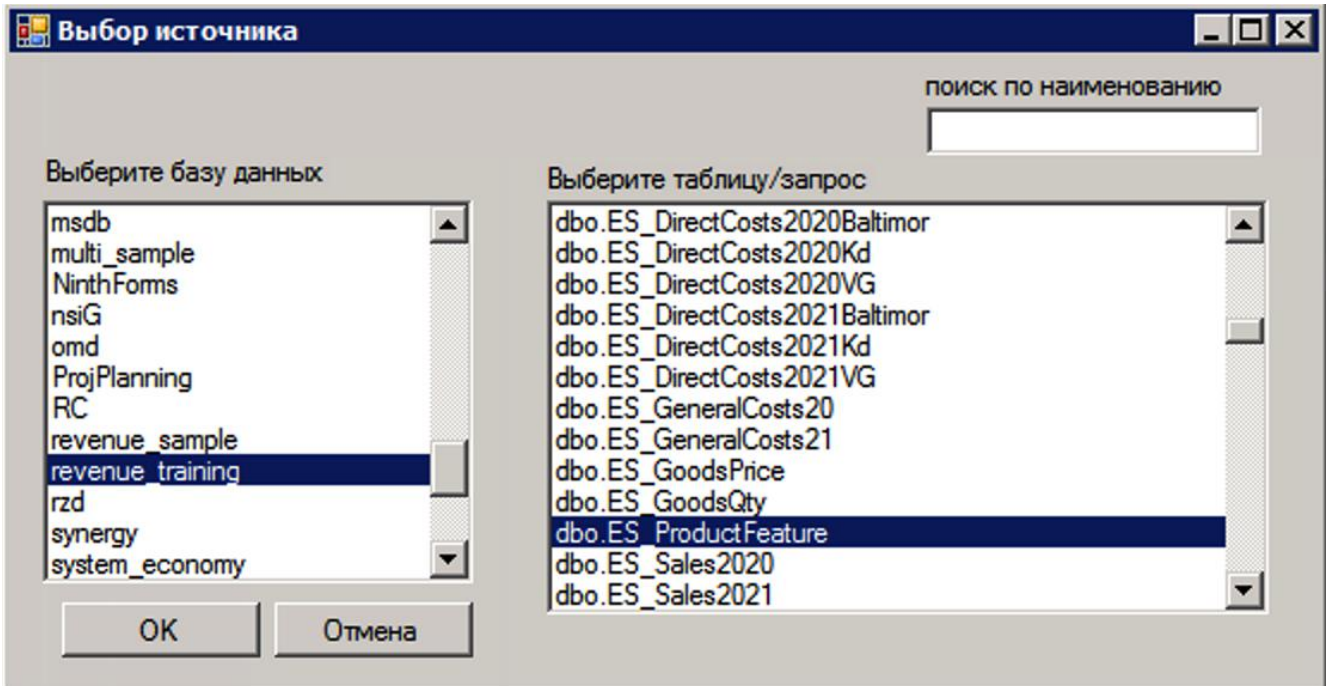 Выбор источника
поиск по наименованию
Выберите базу данных
msdb
multi_sample
NinthForms
nsiG
omd
ProjPlanning
RC
revenue_sample
revenue_training
rzd
synergy
system_economy
OK
Отмена
Выберите таблицу/запрос
dbo.ES_DirectCosts2020Baltimor
dbo.ES_DirectCosts2020Kd
dbo.ES_DirectCosts2020VG
dbo.ES_DirectCosts2021Baltimor
dbo.ES_DirectCosts2021Kd
dbo.ES_DirectCosts2021VG
dbo.ES_GeneralCosts20
dbo.ES_GeneralCosts21
dbo.ES_GoodsPrice
dbo.ES_GoodsQty
dbo.ES_ProductFeature
dbo.ES_Sales2020
dbo.ES_Sales2021